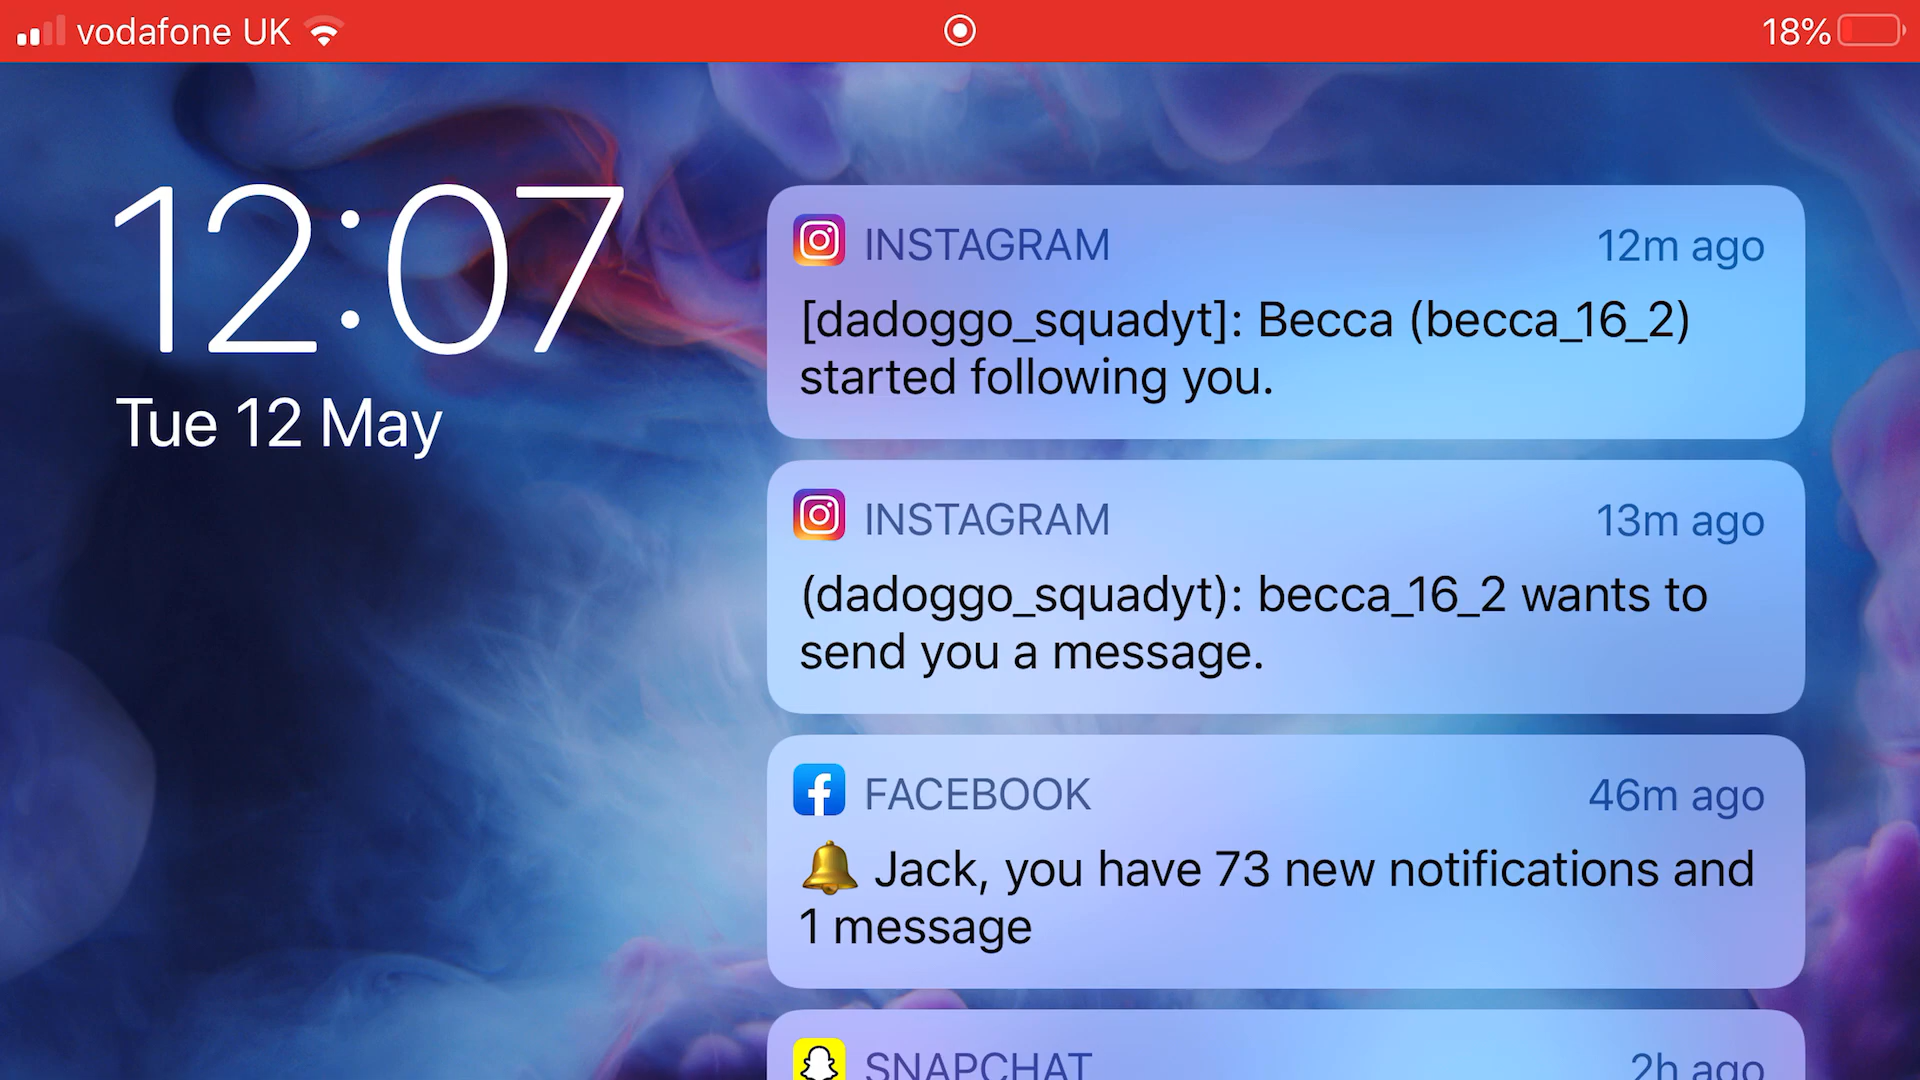 vodafone UK
18%
12:07
Tue 12 May
INSTAGRAM
12m ago
[dadoggo_squadyt]: Becca (becca_16_2)
started following you.
INSTAGRAM
13m ago
(dadoggo_squadyt): becca_16_2 wants to
send you a message.
FACEBOOK
46m ago
🔔 Jack, you have 73 new notifications and
1 message
SNAPCHAT
2h ago